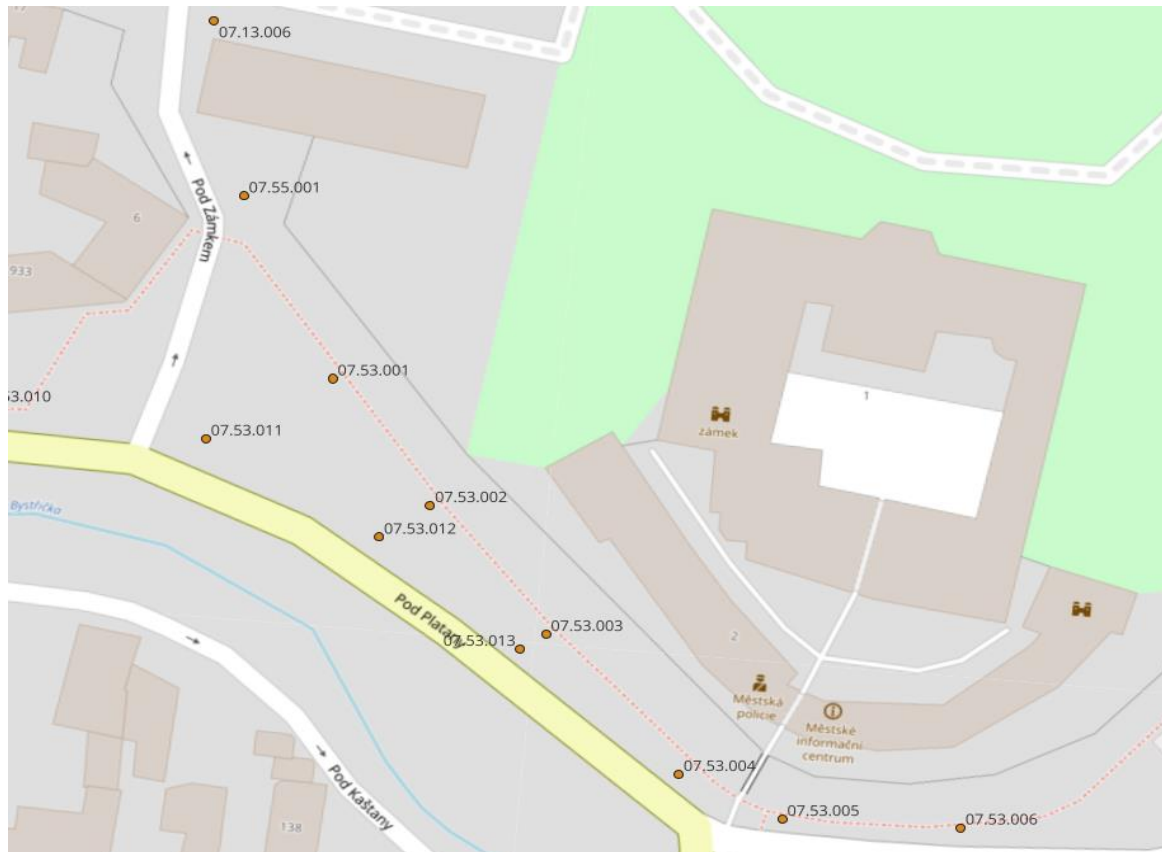 17
07.13.006
07.55.001
Pod Zámkem
6
933
07.53.001
53.010
1
zámek
07.53.011
07.53.002
Bystřička
07.53.012
Pod Platany
07.53.003
07.53.013
2
Městská
policie
Městské
informační
centrum
07.53.004
Pod Kaštany
138
07.53.005
07.53.006